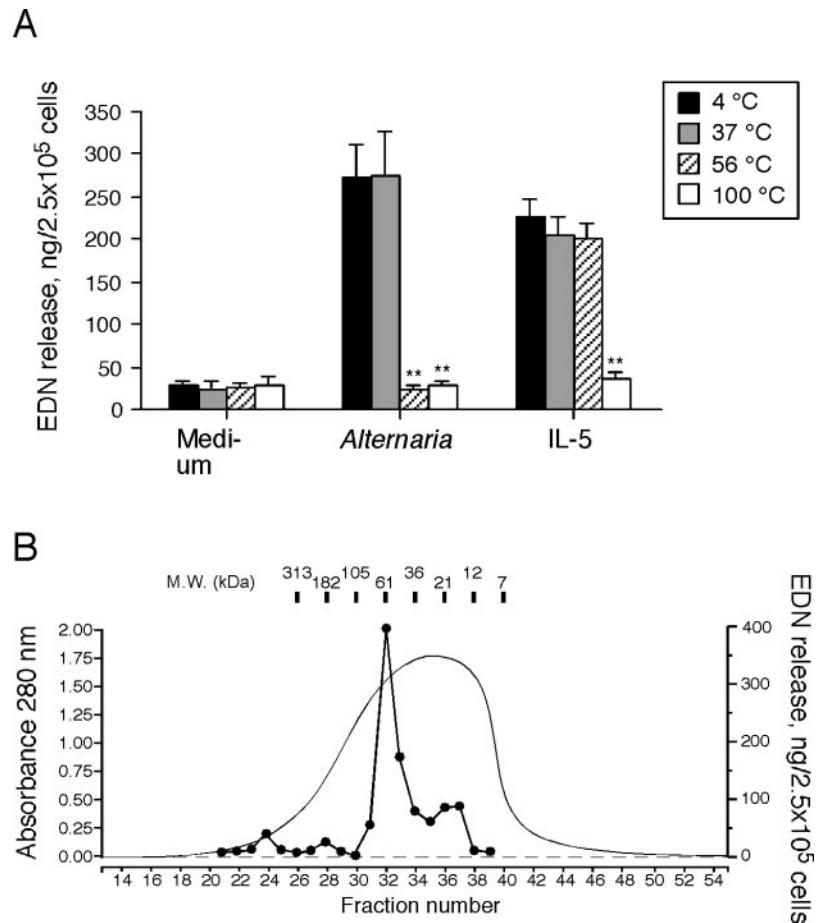 A
EDN release, ng/2.5x10⁵ cells
350
300
250
200
150
100
50
0
4 °C
37 °C
56 °C
100 °C
** **
**
Medi-
um
Alternaria
IL-5
B
M.W. (kDa)
313 182 105 61 36 21 12 7
Absorbance 280 nm
2.00
1.75
1.50
1.25
1.00
0.75
0.50
0.25
0.00
400
300
200
100
0
EDN release, ng/2.5x10⁵ cells
14 16 18 20 22 24 26 28 30 32 34 36 38 40 42 44 46 48 50 52 54
Fraction number